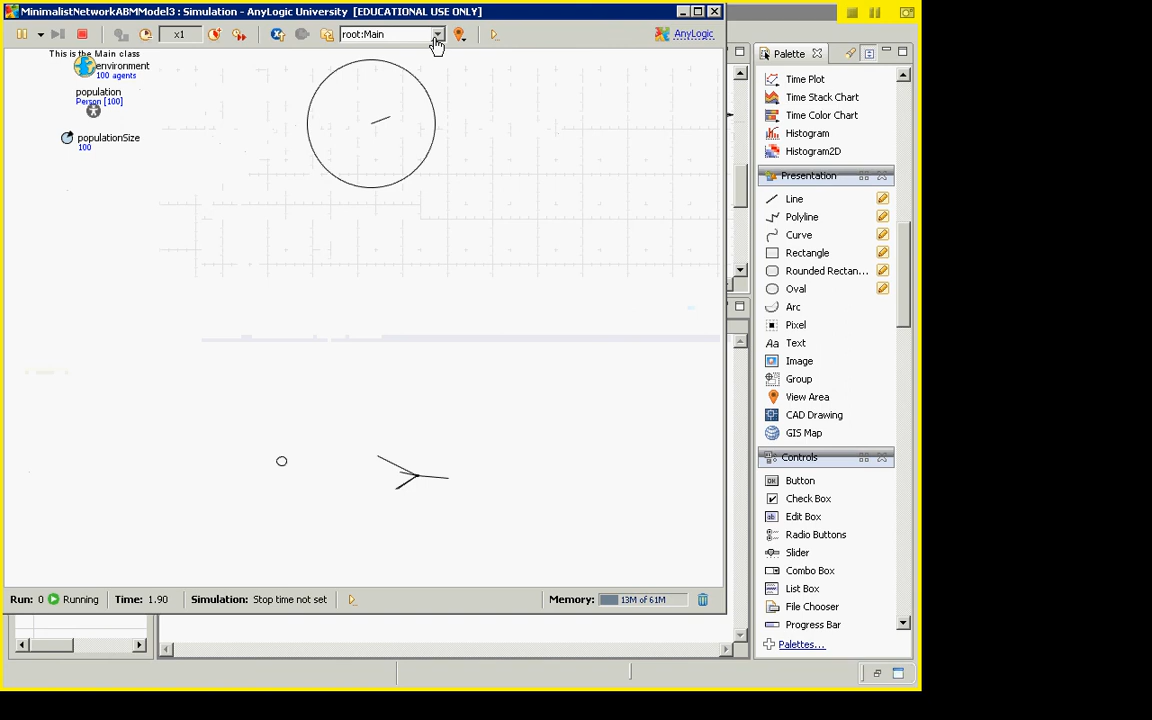 MinimalistNetworkABMModel3 : Simulation - AnyLogic University [EDUCATIONAL USE ONLY]
x1
root:Main
AnyLogic
This is the Main class
environment
100 agents
population
Person [100]
populationSize
100
Run: 0
Running
Time: 1.90
Simulation: Stop time not set
Memory:
13M of 61M
Palette
Time Plot
Time Stack Chart
Time Color Chart
Histogram
Histogram2D
Presentation
Line
Polyline
Curve
Rectangle
Rounded Rectan...
Oval
Arc
Pixel
Aa Text
Image
Group
View Area
CAD Drawing
GIS Map
Controls
Button
Check Box
Edit Box
Radio Buttons
Slider
Combo Box
List Box
File Chooser
Progress Bar
Palettes...